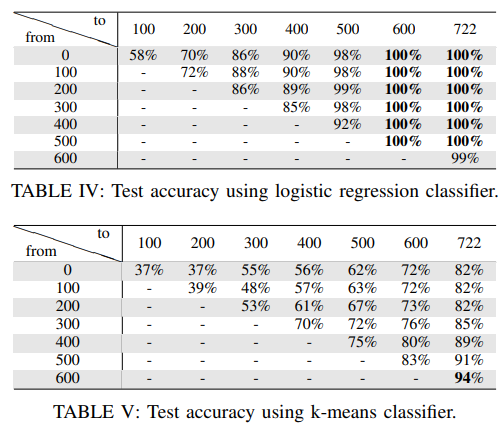 to
from 100 200 300 400 500 600 722
0 58% 70% 86% 90% 98% 100% 100%
100 - 72% 88% 90% 98% 100% 100%
200 - - 86% 89% 99% 100% 100%
300 - - - 85% 98% 100% 100%
400 - - - - 92% 100% 100%
500 - - - - - 100% 100%
600 - - - - - - 99%
TABLE IV: Test accuracy using logistic regression classifier.
to
from 100 200 300 400 500 600 722
0 37% 37% 55% 56% 62% 72% 82%
100 - 39% 48% 57% 63% 72% 82%
200 - - 53% 61% 67% 73% 82%
300 - - - 70% 72% 76% 85%
400 - - - - 75% 80% 89%
500 - - - - - 83% 91%
600 - - - - - - 94%
TABLE V: Test accuracy using k-means classifier.